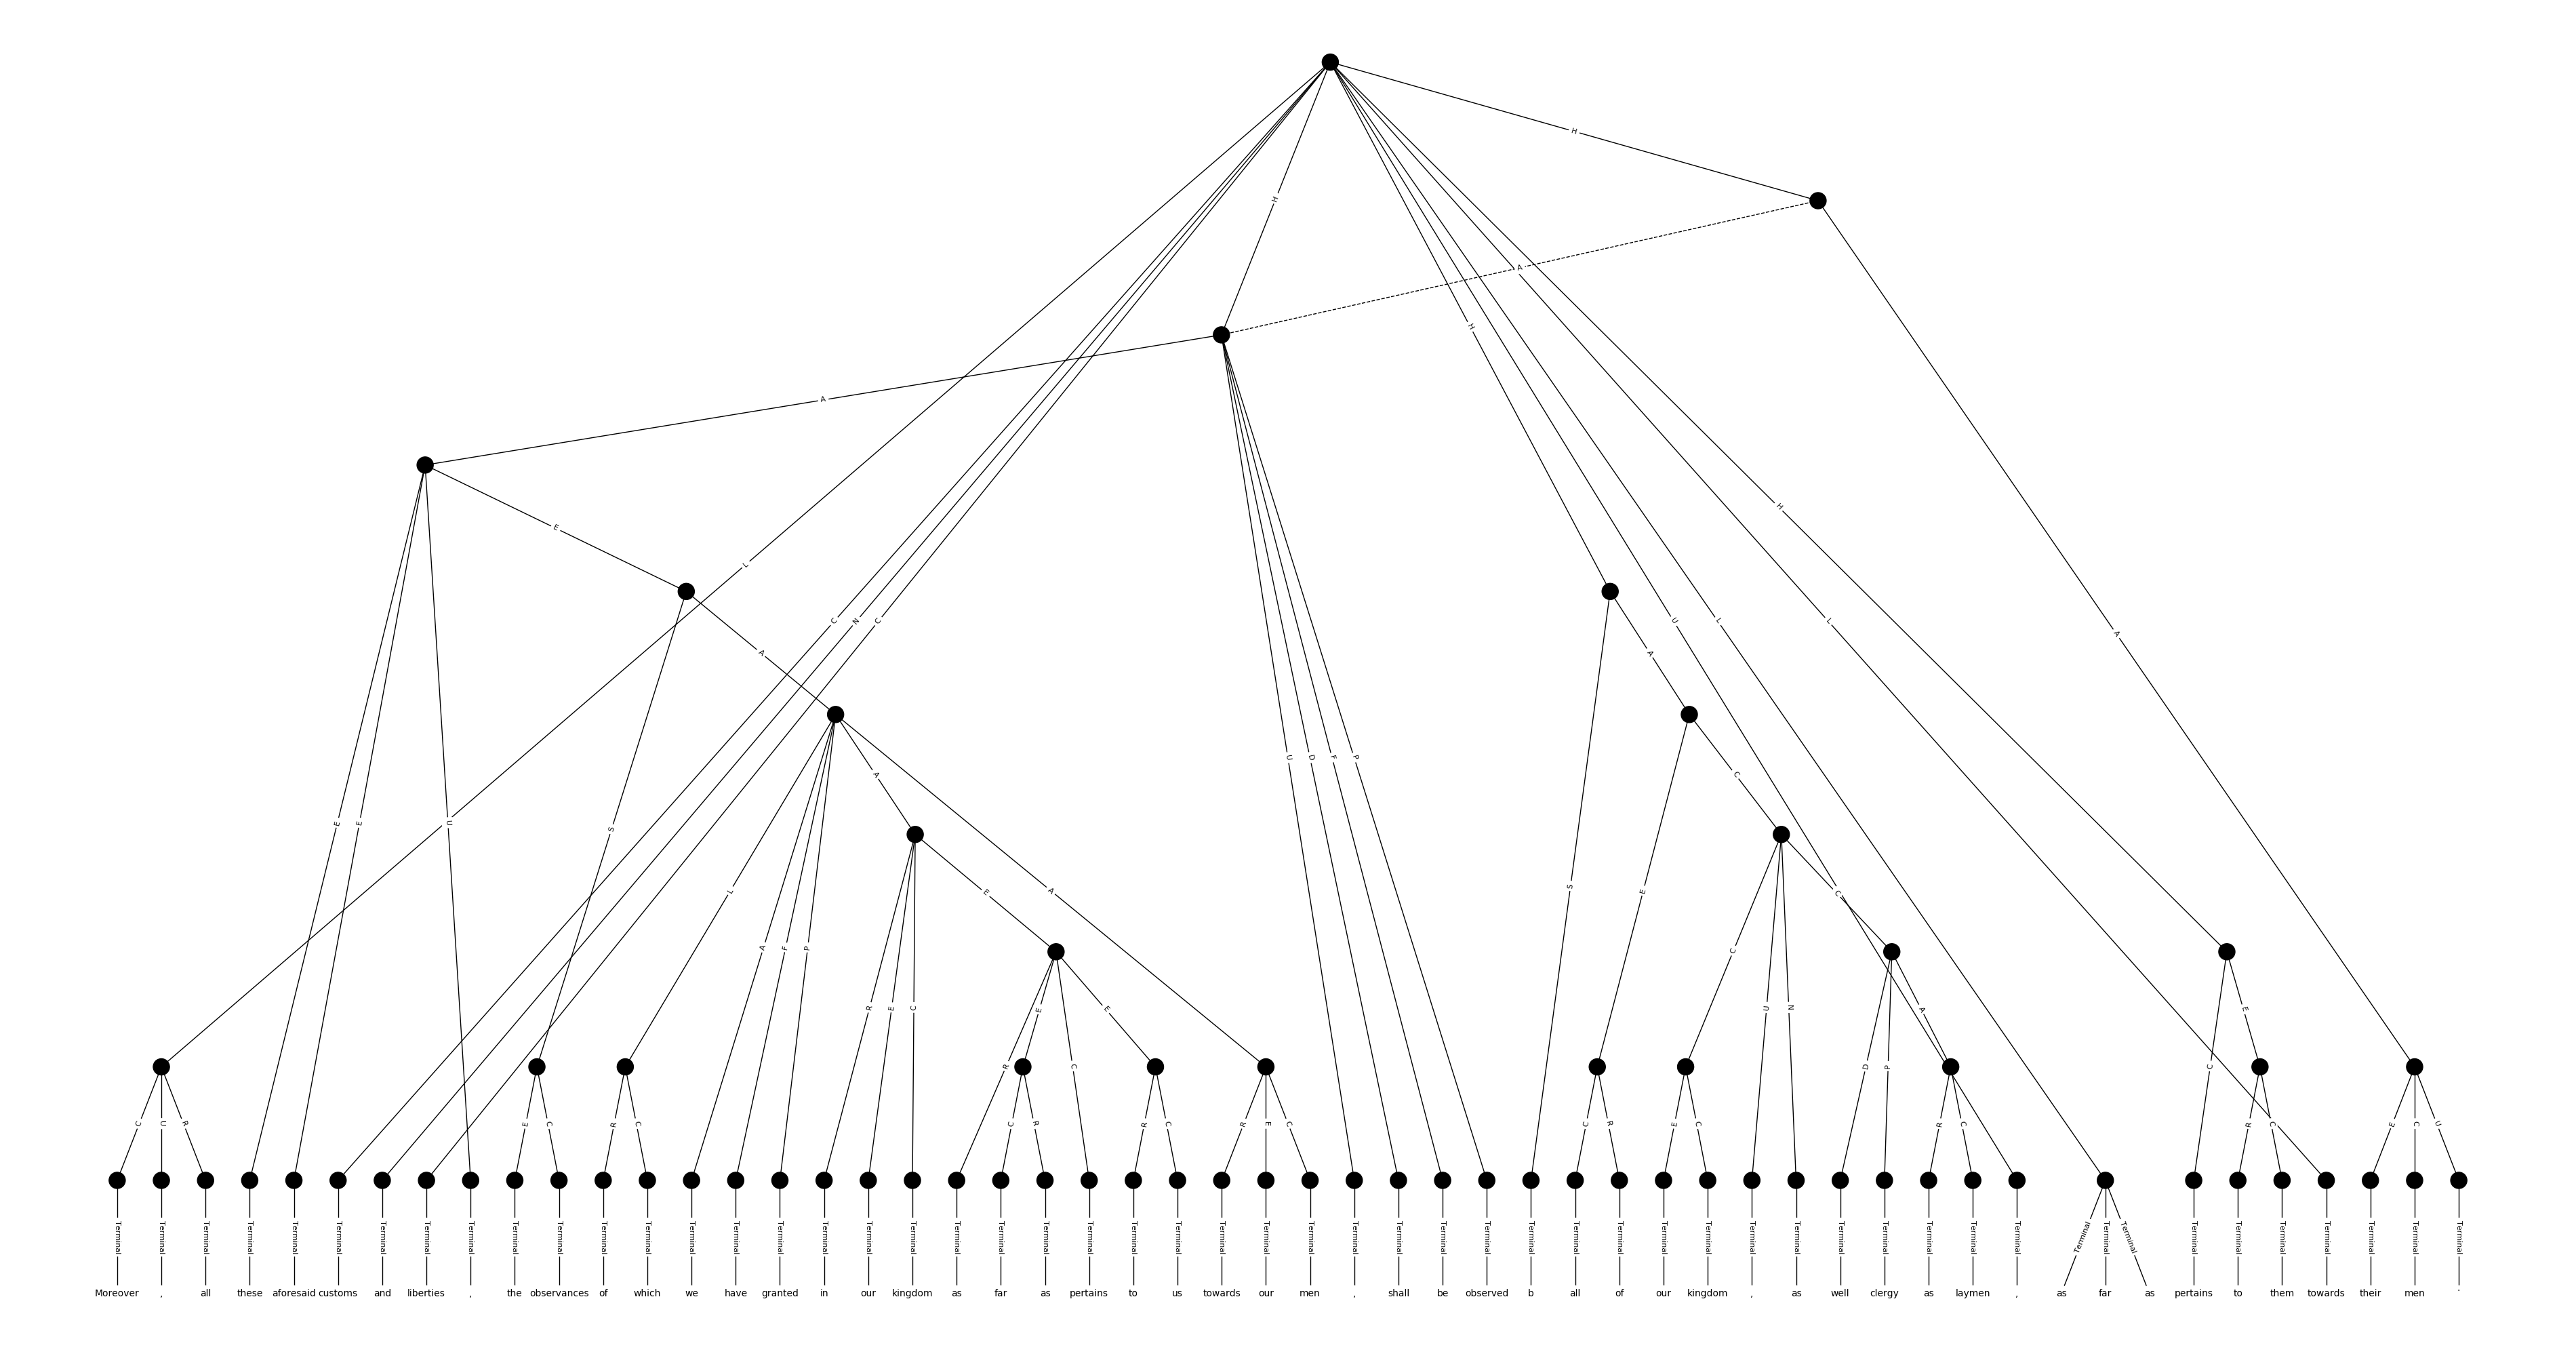 H
H
A
H
A
H
E
L
C N C U L L
A
A A
U D F P
A C
E E U S L A E A S E C
A F P
R E C E C U N D P A C E
C U R E C R C R E C R C R E C C R E C R C R C E C U
Terminal Terminal Terminal Terminal Terminal Terminal Terminal Terminal Terminal Terminal Terminal Terminal Terminal Terminal Terminal Terminal Terminal Terminal Terminal Terminal Terminal Terminal Terminal Terminal Terminal Terminal Terminal Terminal Terminal Terminal Terminal Terminal Terminal Terminal Terminal Terminal Terminal Terminal Terminal Terminal Terminal Terminal Terminal Terminal Terminal Terminal Terminal Terminal Terminal Terminal Terminal Terminal Terminal Terminal
Moreover , all these aforesaid customs and liberties , the observances of which we have granted in our kingdom as far as pertains to us towards our men , shall be observed b all of our kingdom , as well clergy as laymen , as far as pertains to them towards their men .